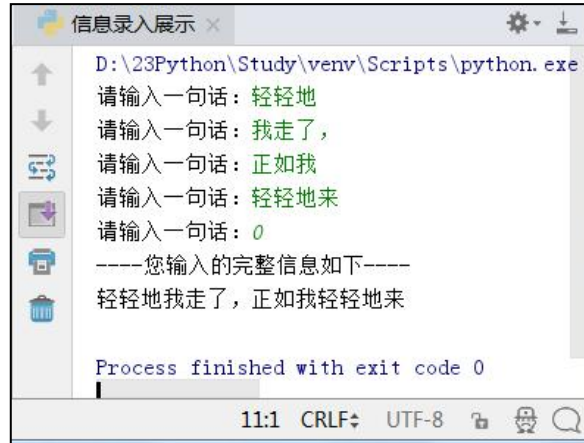 信息录入展示
D:\23Python\Study\venv\Scripts\python.exe
请输入一句话：轻轻地
请输入一句话：我走了，
请输入一句话：正如我
请输入一句话：轻轻地来
请输入一句话：0
----您输入的完整信息如下----
轻轻地我走了，正如我轻轻地来
Process finished with exit code 0
11:1 CRLF UTF-8